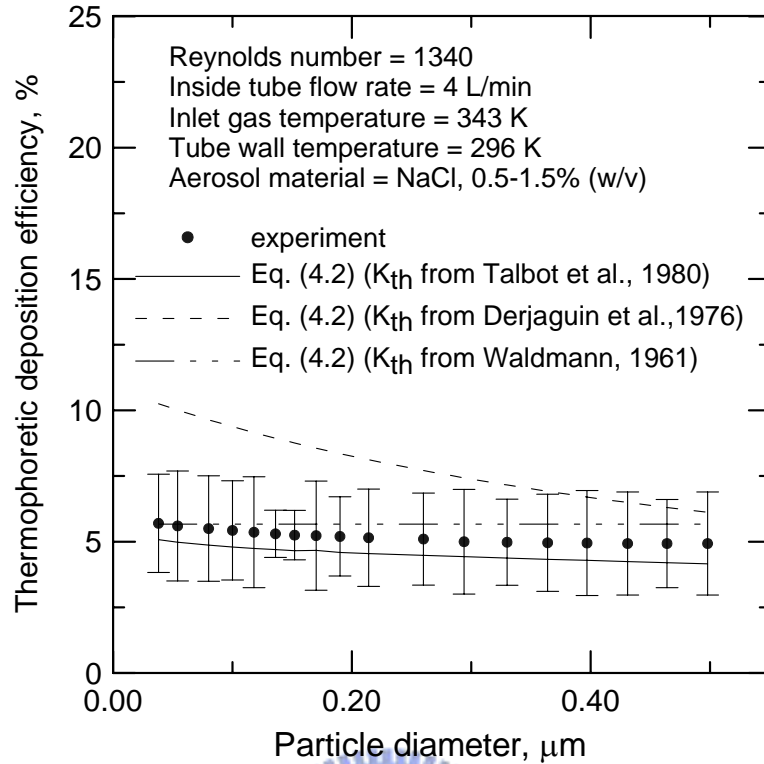 25
20
15
10
5
0
Thermophoretic deposition efficiency, %
Reynolds number = 1340
Inside tube flow rate = 4 L/min
Inlet gas temperature = 343 K
Tube wall temperature = 296 K
Aerosol material = NaCl, 0.5-1.5% (w/v)
experiment
Eq. (4.2) (Kth from Talbot et al., 1980)
Eq. (4.2) (Kth from Derjaguin et al.,1976)
Eq. (4.2) (Kth from Waldmann, 1961)
0.00 0.20 0.40
Particle diameter, μm